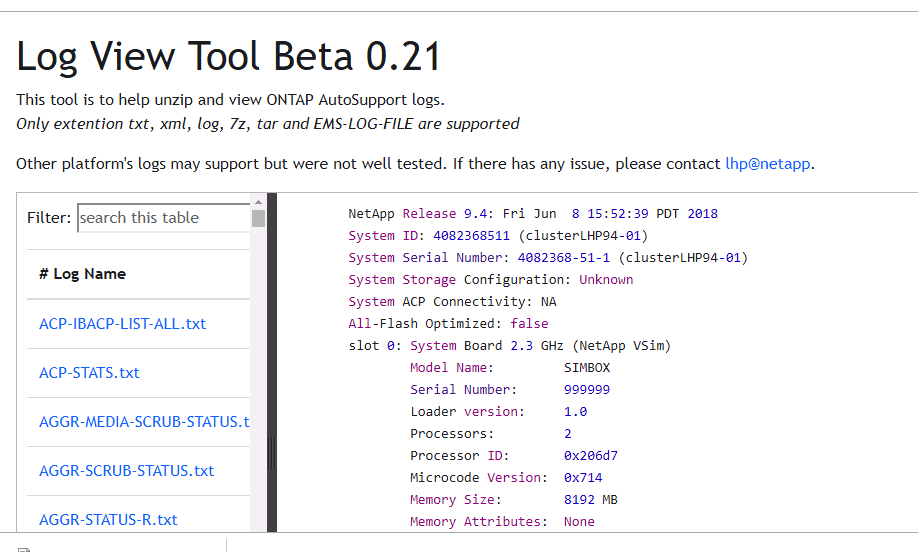 Log View Tool Beta 0.21
This tool is to help unzip and view ONTAP AutoSupport logs.
Only extention txt, xml, log, 7z, tar and EMS-LOG-FILE are supported
Other platform's logs may support but were not well tested. If there has any issue, please contact lhp@netapp.
Filter: search this table
# Log Name
ACP-IBACP-LIST-ALL.txt
ACP-STATS.txt
AGGR-MEDIA-SCRUB-STATUS.t
AGGR-SCRUB-STATUS.txt
AGGR-STATUS-R.txt
NetApp Release 9.4: Fri Jun  8 15:52:39 PDT 2018
System ID: 4082368511 (clusterLHP94-01)
System Serial Number: 4082368-51-1 (clusterLHP94-01)
System Storage Configuration: Unknown
System ACP Connectivity: NA
All-Flash Optimized: false
slot 0: System Board 2.3 GHz (NetApp VSim)
Model Name: SIMBOX
Serial Number: 999999
Loader version: 1.0
Processors: 2
Processor ID: 0x206d7
Microcode Version: 0x714
Memory Size: 8192 MB
Memory Attributes: None